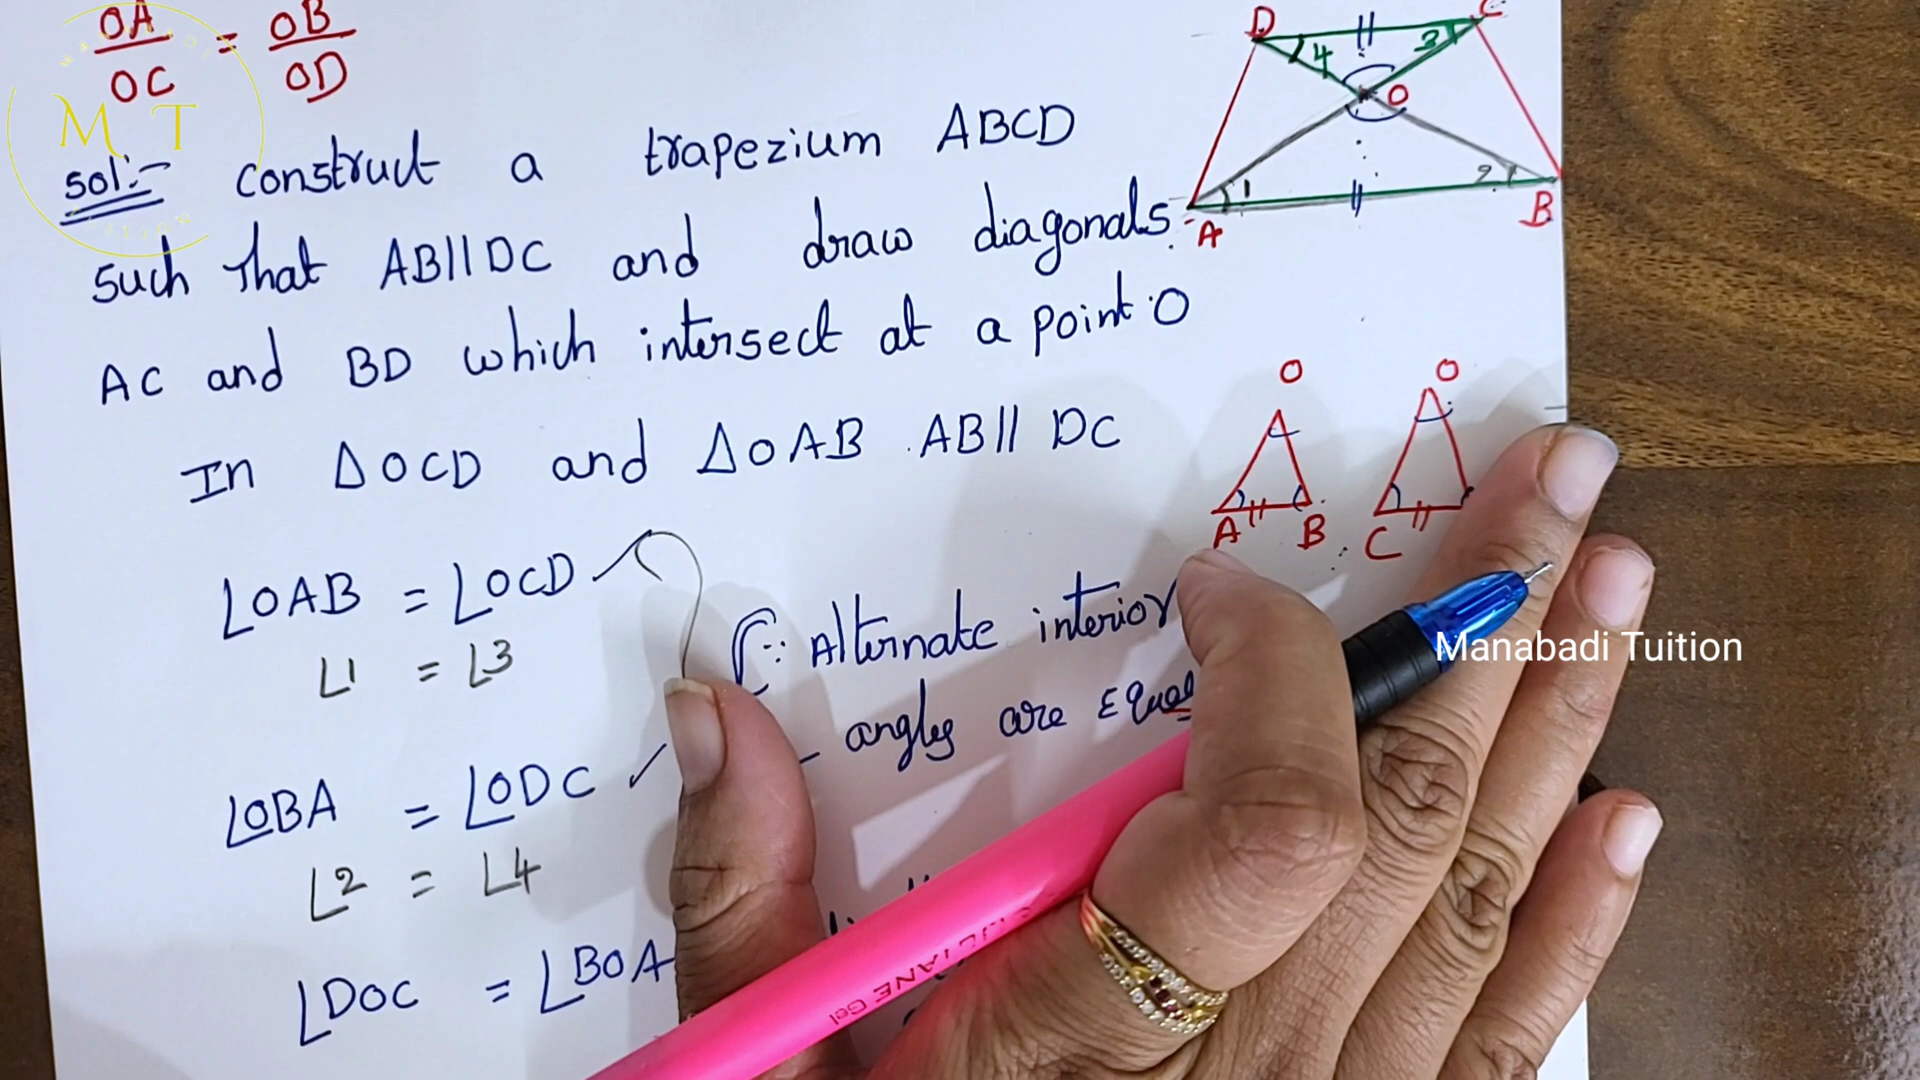 OA = OB
OC OD
M T
Sol:- construct a trapezium ABCD
such that AB||DC and draw diagonals
AC and BD which intersect at a point O
In ΔOCD and ΔOAB AB|| DC
∠OAB = ∠OCD
∠1 = ∠3
(∵ Alternate interior
angles are Equal
∠OBA = ∠ODC
∠2 = ∠4
∠DOC = ∠BOA
D C
4 3
O
1 2
A B
O O
A B C
Manabadi Tuition